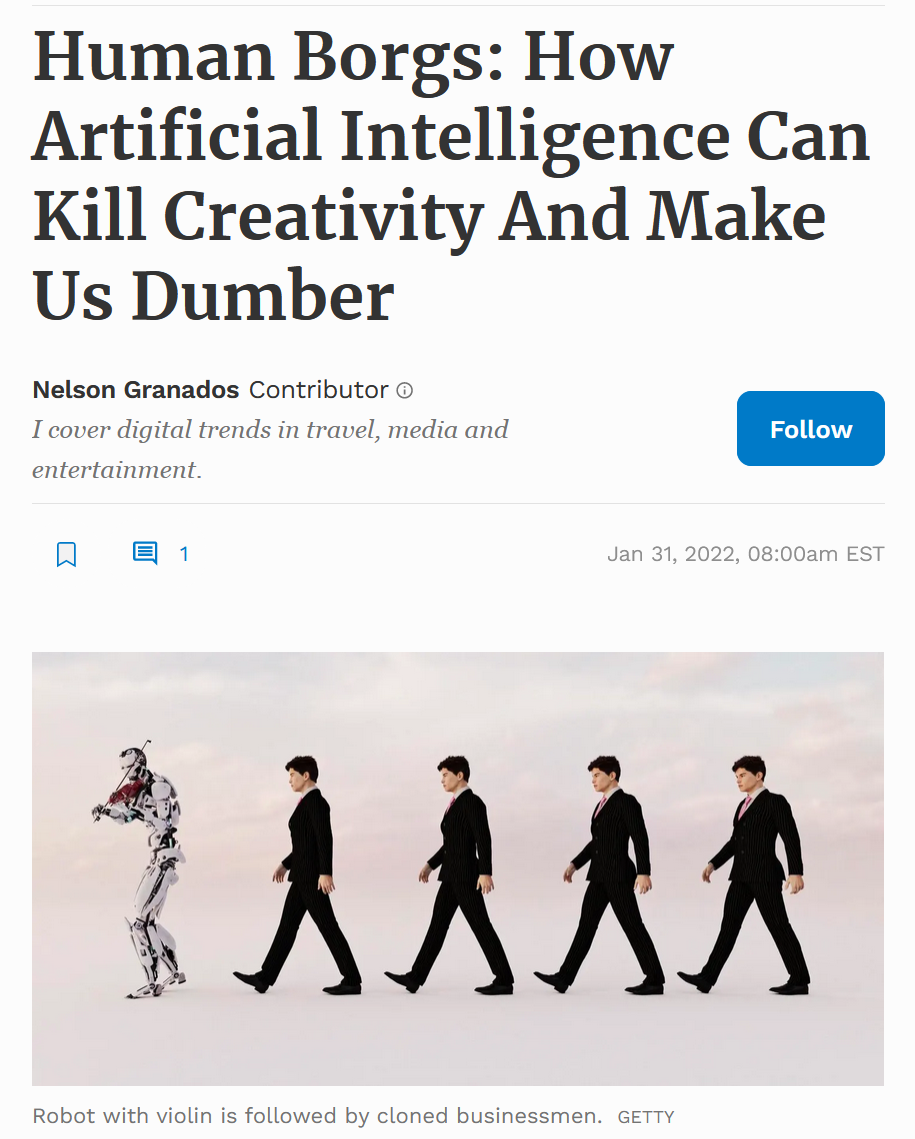 Human Borgs: How
Artificial Intelligence Can
Kill Creativity And Make
Us Dumber
Nelson Granados Contributor
I cover digital trends in travel, media and
entertainment.
Follow
1
Jan 31, 2022, 08:00am EST
Robot with violin is followed by cloned businessmen. GETTY